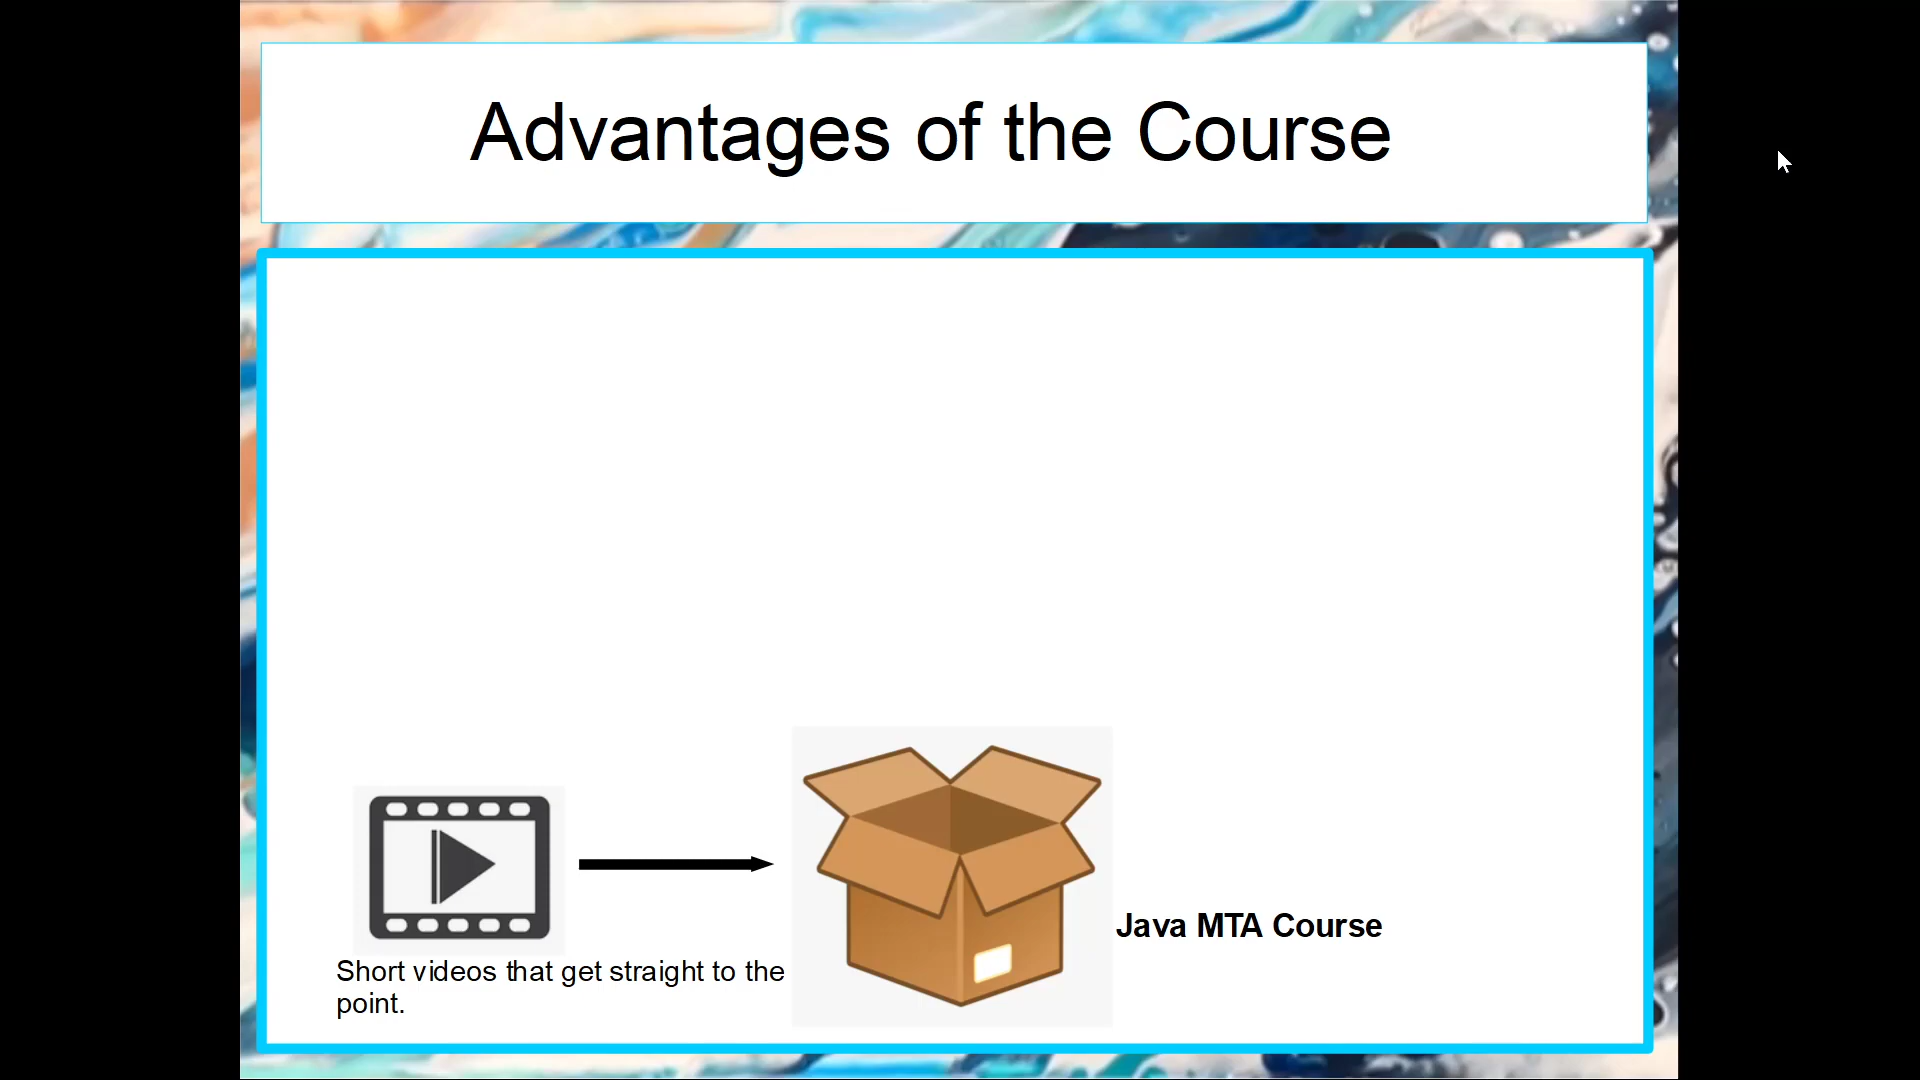 Advantages of the Course
Java MTA Course
Short videos that get straight to the
point.